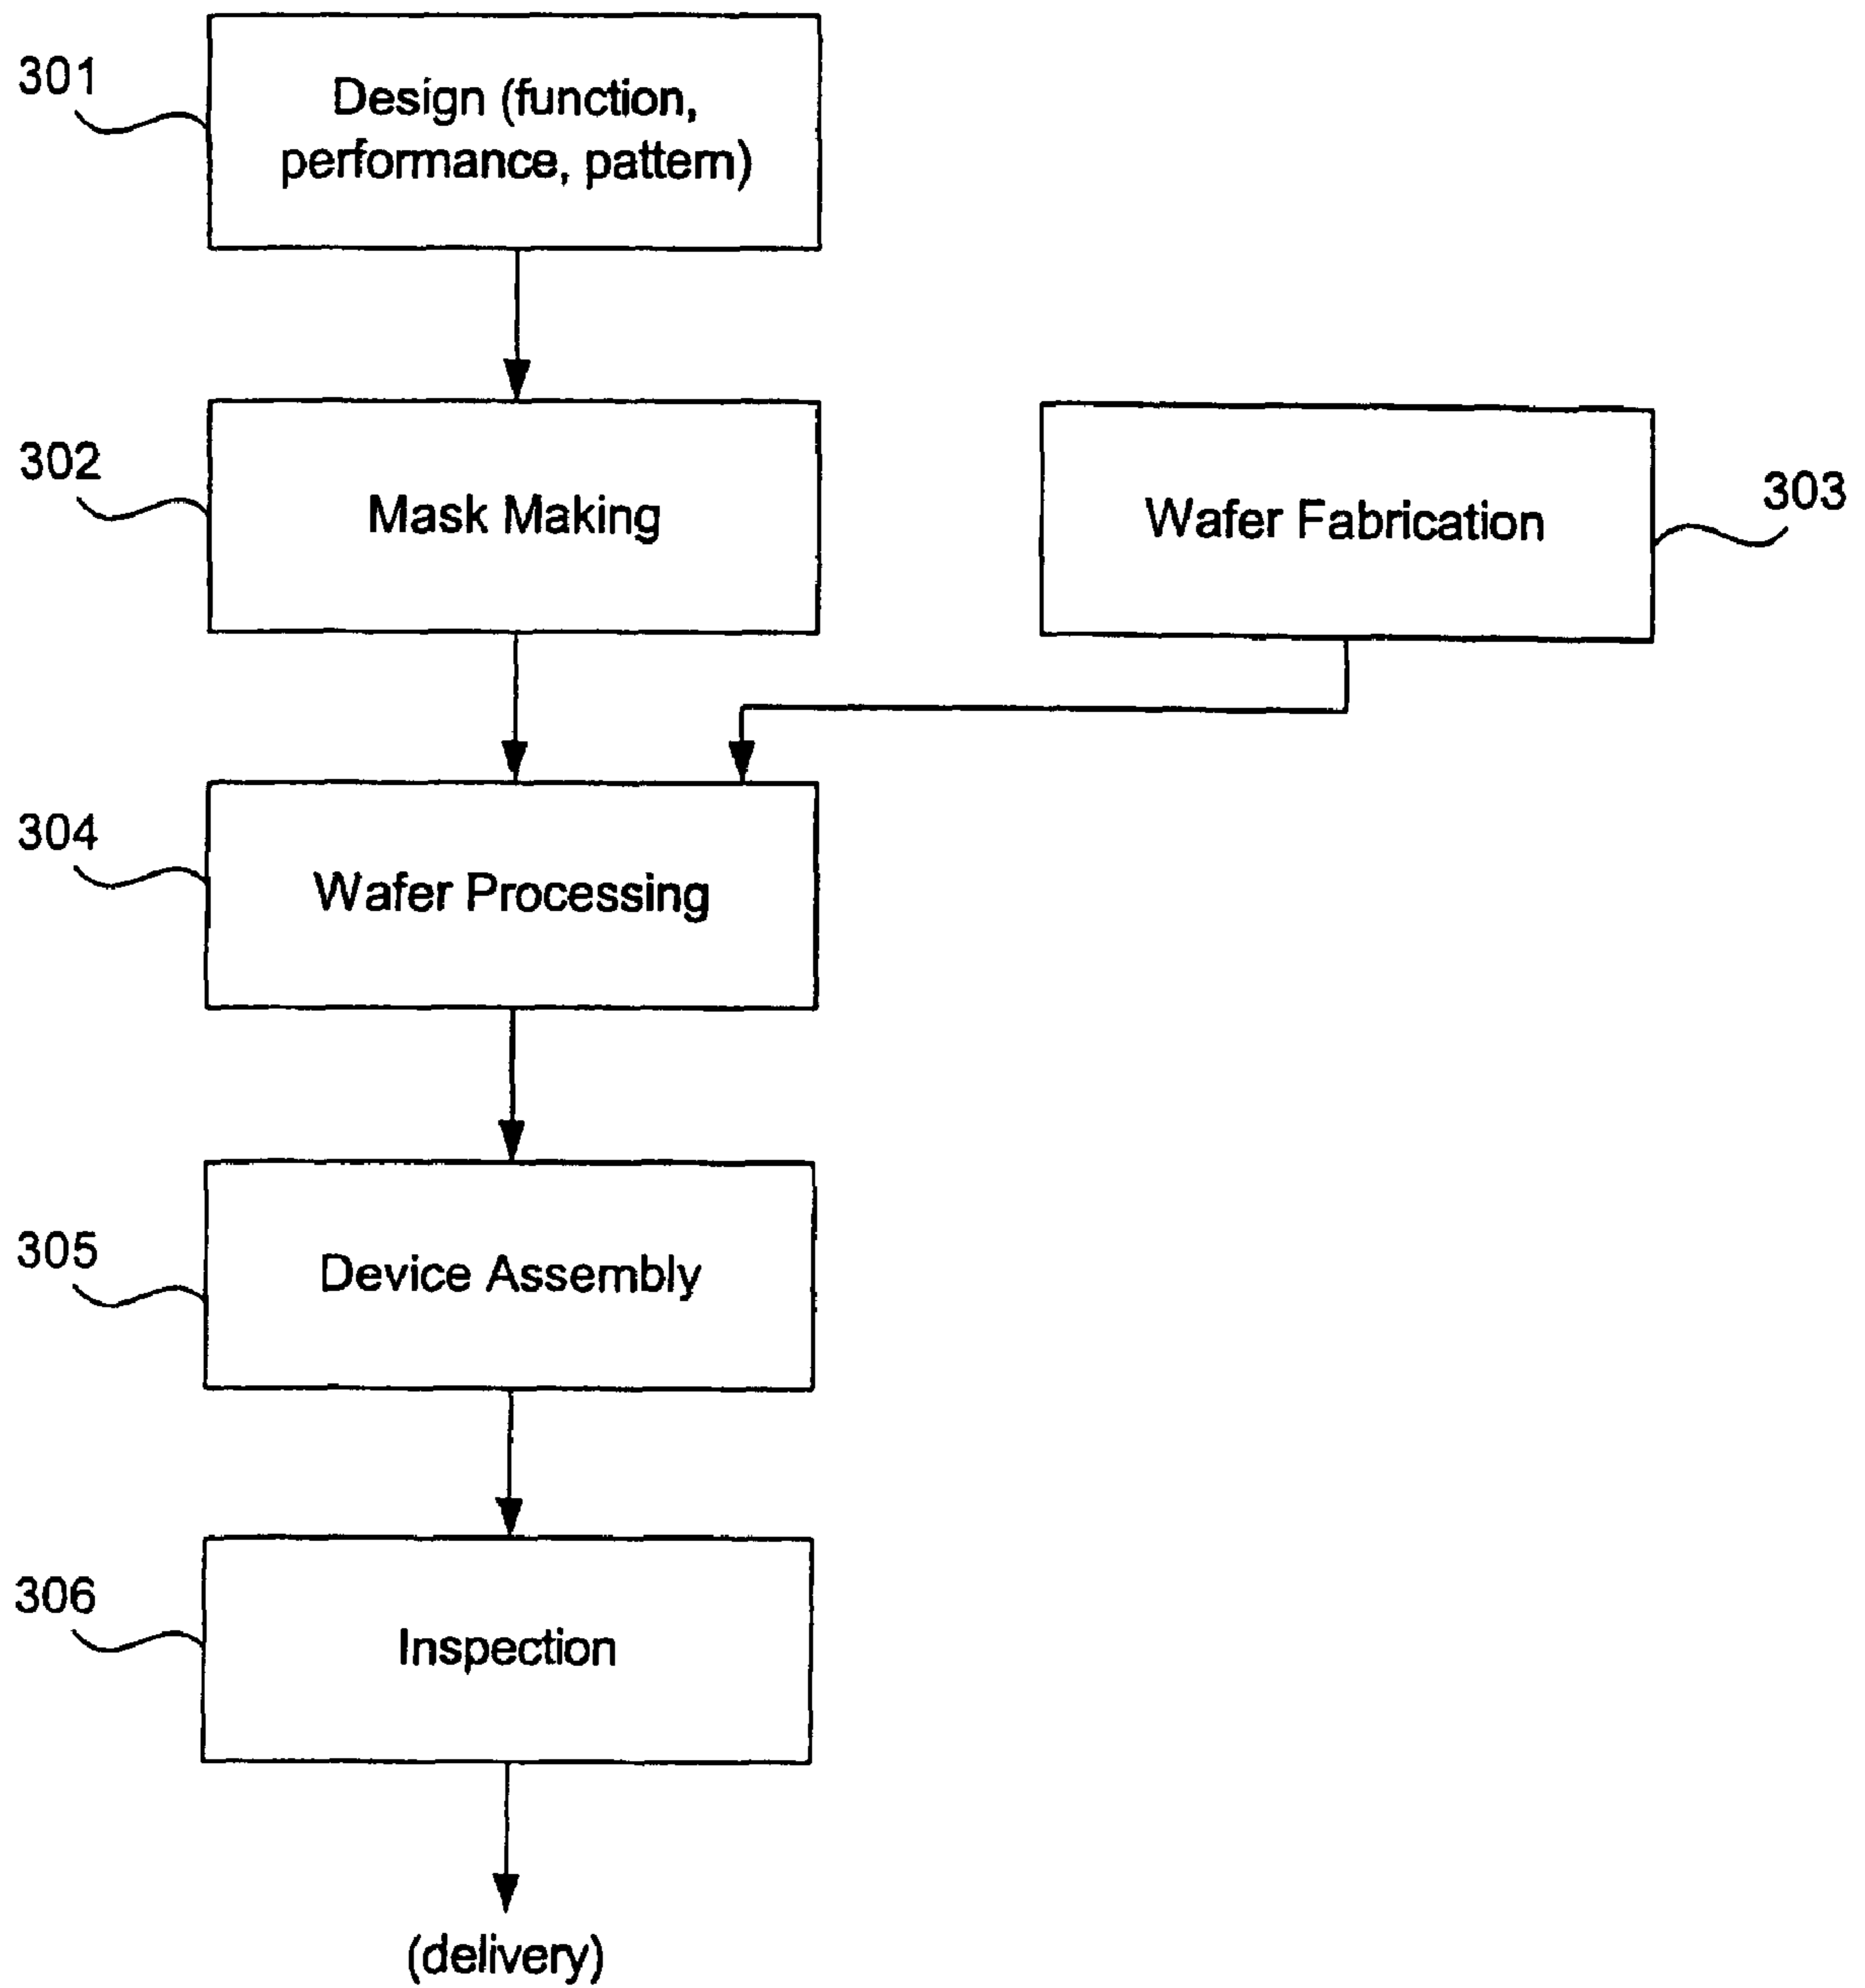 301
Design (function,
performance, pattern)
302
Mask Making
Wafer Fabrication
303
304
Wafer Processing
305
Device Assembly
306
Inspection
(delivery)